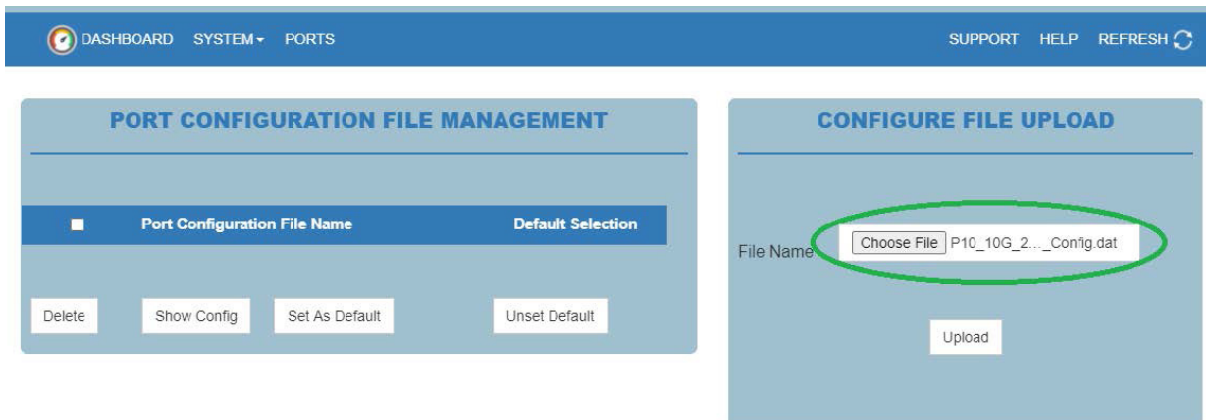 DASHBOARD SYSTEM PORTS SUPPORT HELP REFRESH
PORT CONFIGURATION FILE MANAGEMENT
Port Configuration File Name Default Selection
Delete Show Config Set As Default Unset Default
CONFIGURE FILE UPLOAD
File Name Choose File P10_10G_2..._Config.dat
Upload